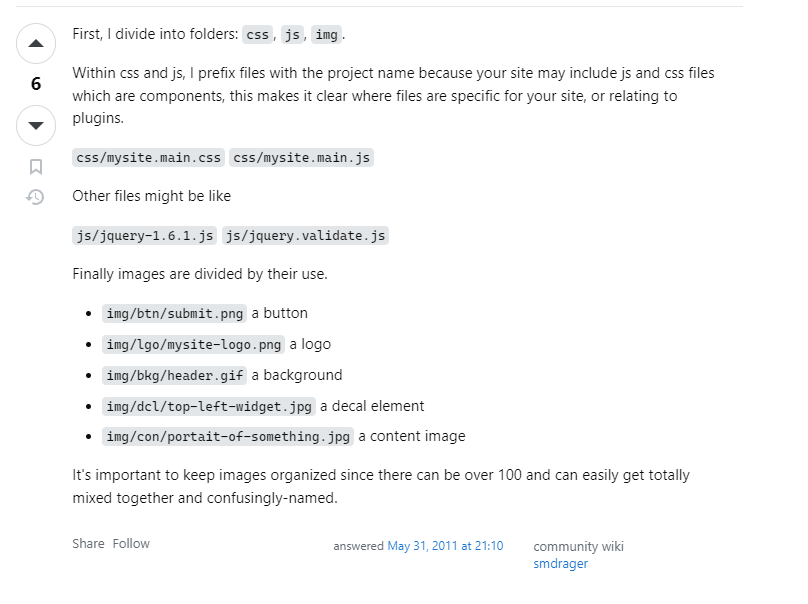 First, I divide into folders: css, js, img.
6
Within css and js, I prefix files with the project name because your site may include js and css files
which are components, this makes it clear where files are specific for your site, or relating to
plugins.
css/mysite.main.css css/mysite.main.js
Other files might be like
js/jquery-1.6.1.js js/jquery.validate.js
Finally images are divided by their use.
• img/btn/submit.png a button
• img/lgo/mysite-logo.png a logo
• img/bkg/header.gif a background
• img/dcl/top-left-widget.jpg a decal element
• img/con/portait-of-something.jpg a content image
It's important to keep images organized since there can be over 100 and can easily get totally
mixed together and confusingly-named.
Share Follow answered May 31, 2011 at 21:10 community wiki
smdrager